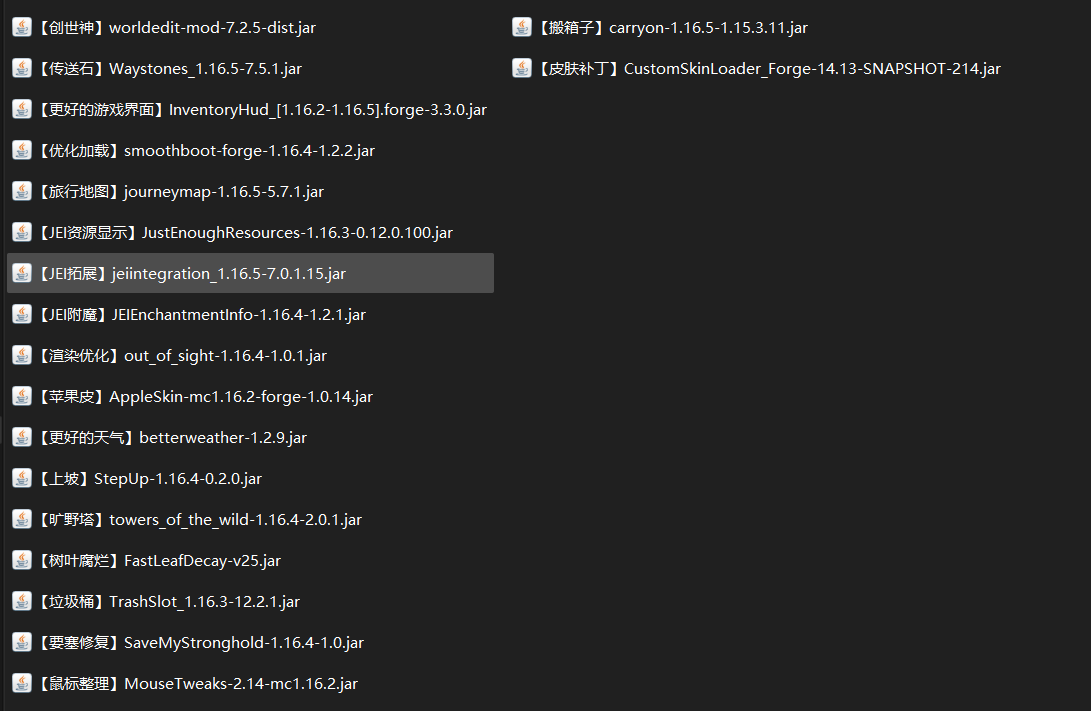 【创世神】worldedit-mod-7.2.5-dist.jar
【传送石】Waystones_1.16.5-7.5.1.jar
【更好的游戏界面】InventoryHud_[1.16.2-1.16.5].forge-3.3.0.jar
【优化加载】smoothboot-forge-1.16.4-1.2.2.jar
【旅行地图】journeymap-1.16.5-5.7.1.jar
【JEI资源显示】JustEnoughResources-1.16.3-0.12.0.100.jar
【JEI拓展】jeiintegration_1.16.5-7.0.1.15.jar
【JEI附魔】JEIEnchantmentInfo-1.16.4-1.2.1.jar
【渲染优化】out_of_sight-1.16.4-1.0.1.jar
【苹果皮】AppleSkin-mc1.16.2-forge-1.0.14.jar
【更好的天气】betterweather-1.2.9.jar
【上坡】StepUp-1.16.4-0.2.0.jar
【旷野塔】towers_of_the_wild-1.16.4-2.0.1.jar
【树叶腐烂】FastLeafDecay-v25.jar
【垃圾桶】TrashSlot_1.16.3-12.2.1.jar
【要塞修复】SaveMyStronghold-1.16.4-1.0.jar
【鼠标整理】MouseTweaks-2.14-mc1.16.2.jar
【搬箱子】carryon-1.16.5-1.15.3.11.jar
【皮肤补丁】CustomSkinLoader_Forge-14.13-SNAPSHOT-214.jar